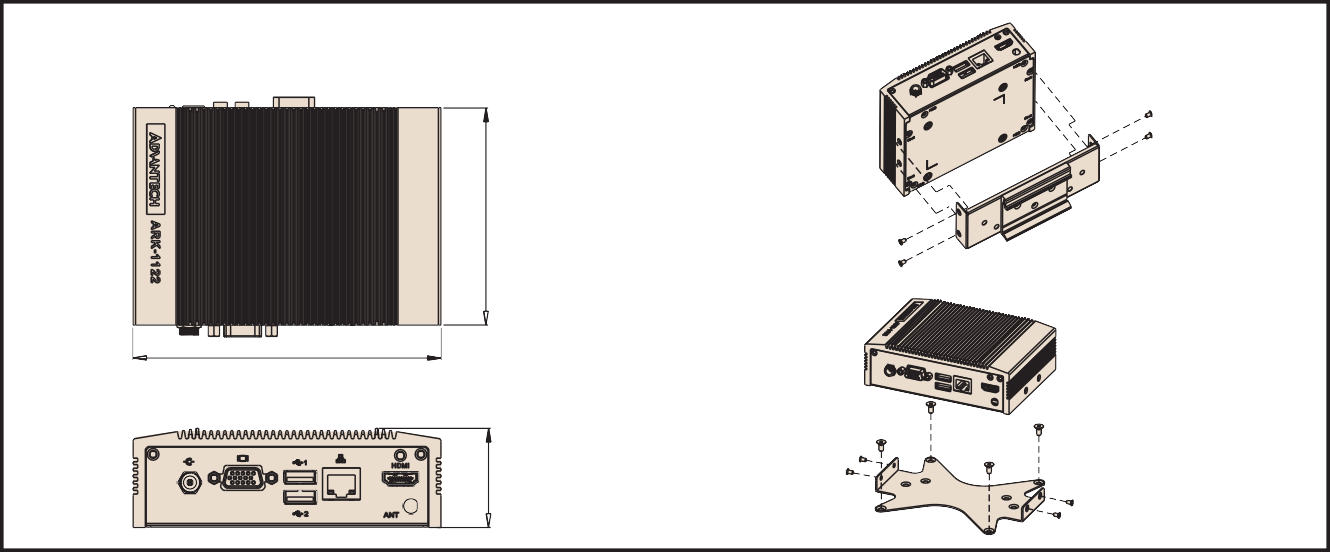 ADVANTECH
ARK-1122
1
HDMI
2
ANT